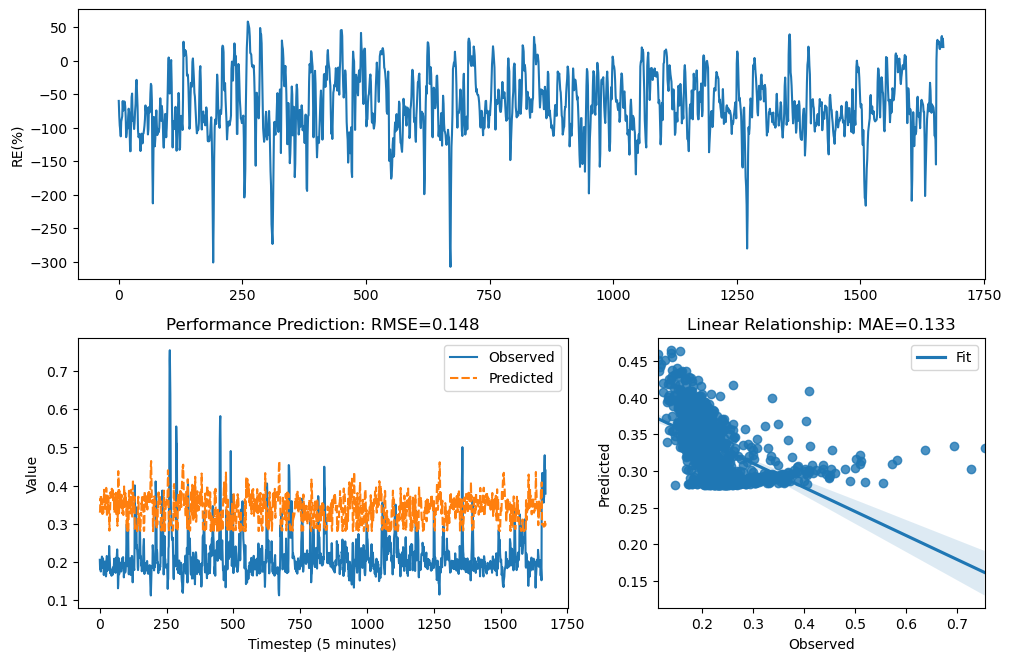 RE(%)
50
0
−50
−100
−150
−200
−250
−300
0 250 500 750 1000 1250 1500 1750
Performance Prediction: RMSE=0.148
Value
0.7
0.6
0.5
0.4
0.3
0.2
0.1
Observed
Predicted
0 250 500 750 1000 1250 1500 1750
Timestep (5 minutes)
Linear Relationship: MAE=0.133
Predicted
0.45
0.40
0.35
0.30
0.25
0.20
0.15
Fit
0.2 0.3 0.4 0.5 0.6 0.7
Observed